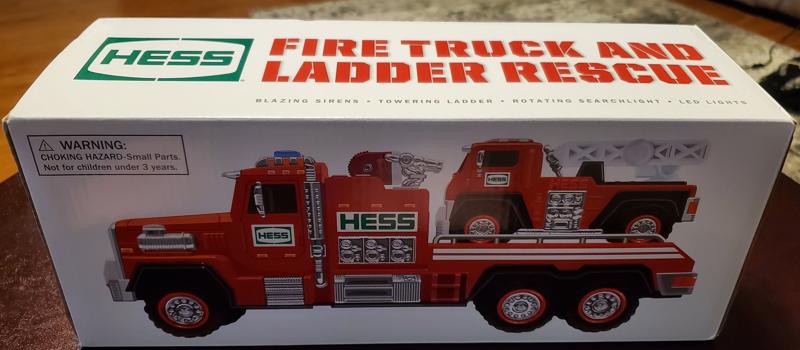 HESS
FIRE TRUCK AND
LADDER RESCUE
BLAZING SIRENS • TOWERING LADDER • ROTATING SEARCHLIGHT • LED LIGHTS
WARNING:
CHOKING HAZARD-Small Parts.
Not for children under 3 years.
HESS
HESS
HESS
HESS